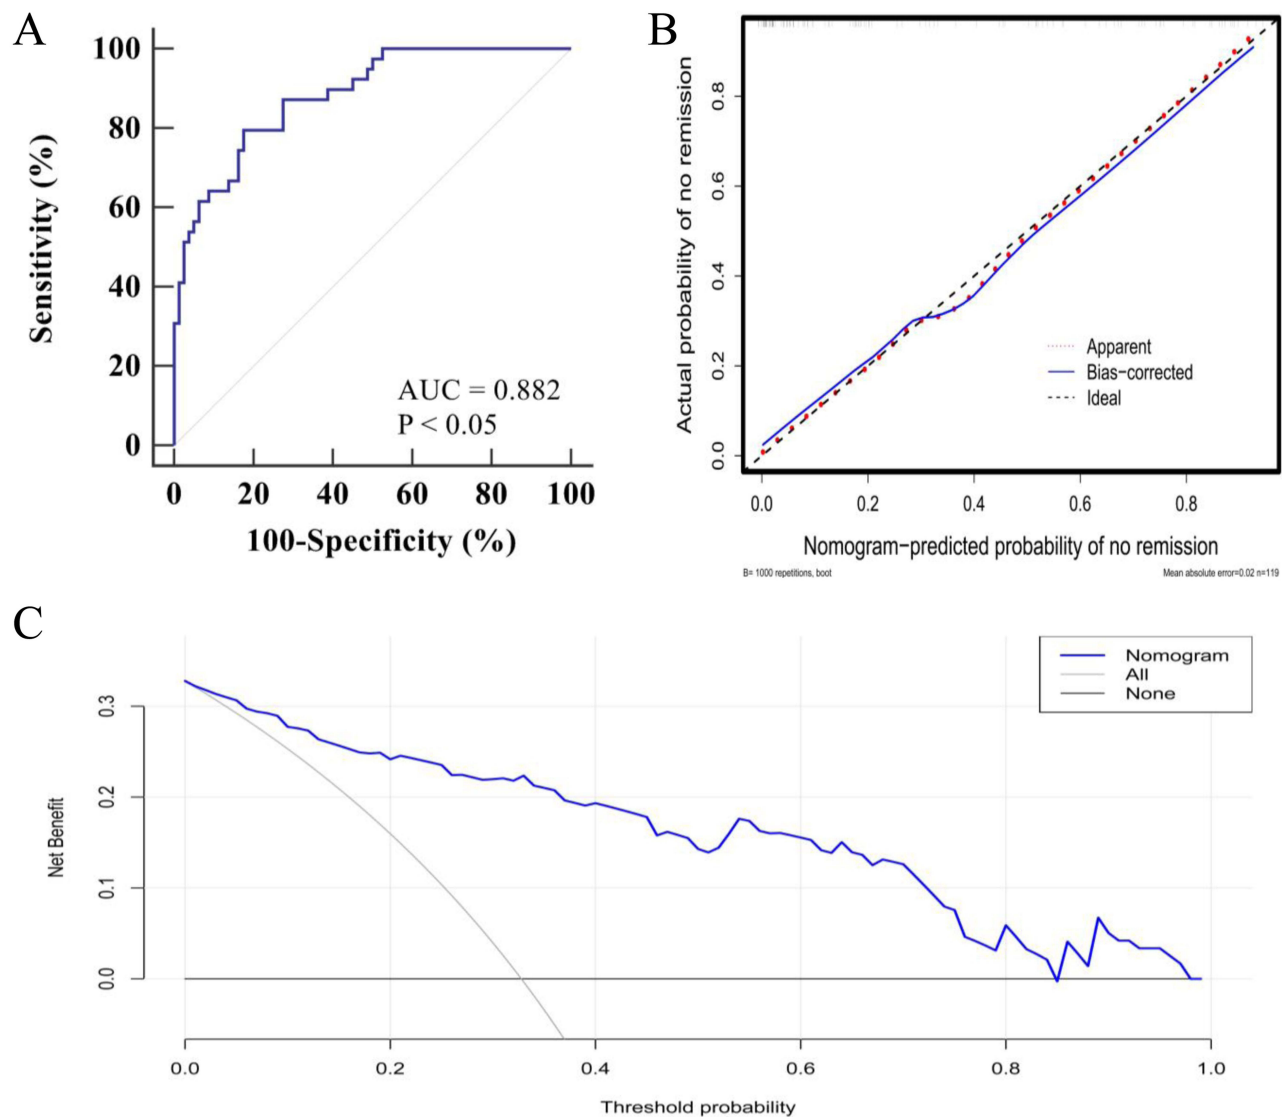 A
100
80
60
40
20
0
Sensitivity (%)
AUC = 0.882
P < 0.05
0 20 40 60 80 100
100-Specificity (%)
B
Actual probability of no remission
0.8
0.6
0.4
0.2
0.0
Apparent
Bias−corrected
Ideal
0.0 0.2 0.4 0.6 0.8
Nomogram−predicted probability of no remission
B= 1000 repetitions, boot
Mean absolute error=0.02 n=119
C
Nomogram
All
None
Net Benefit
0.3
0.2
0.1
0.0
0.0 0.2 0.4 0.6 0.8 1.0
Threshold probability